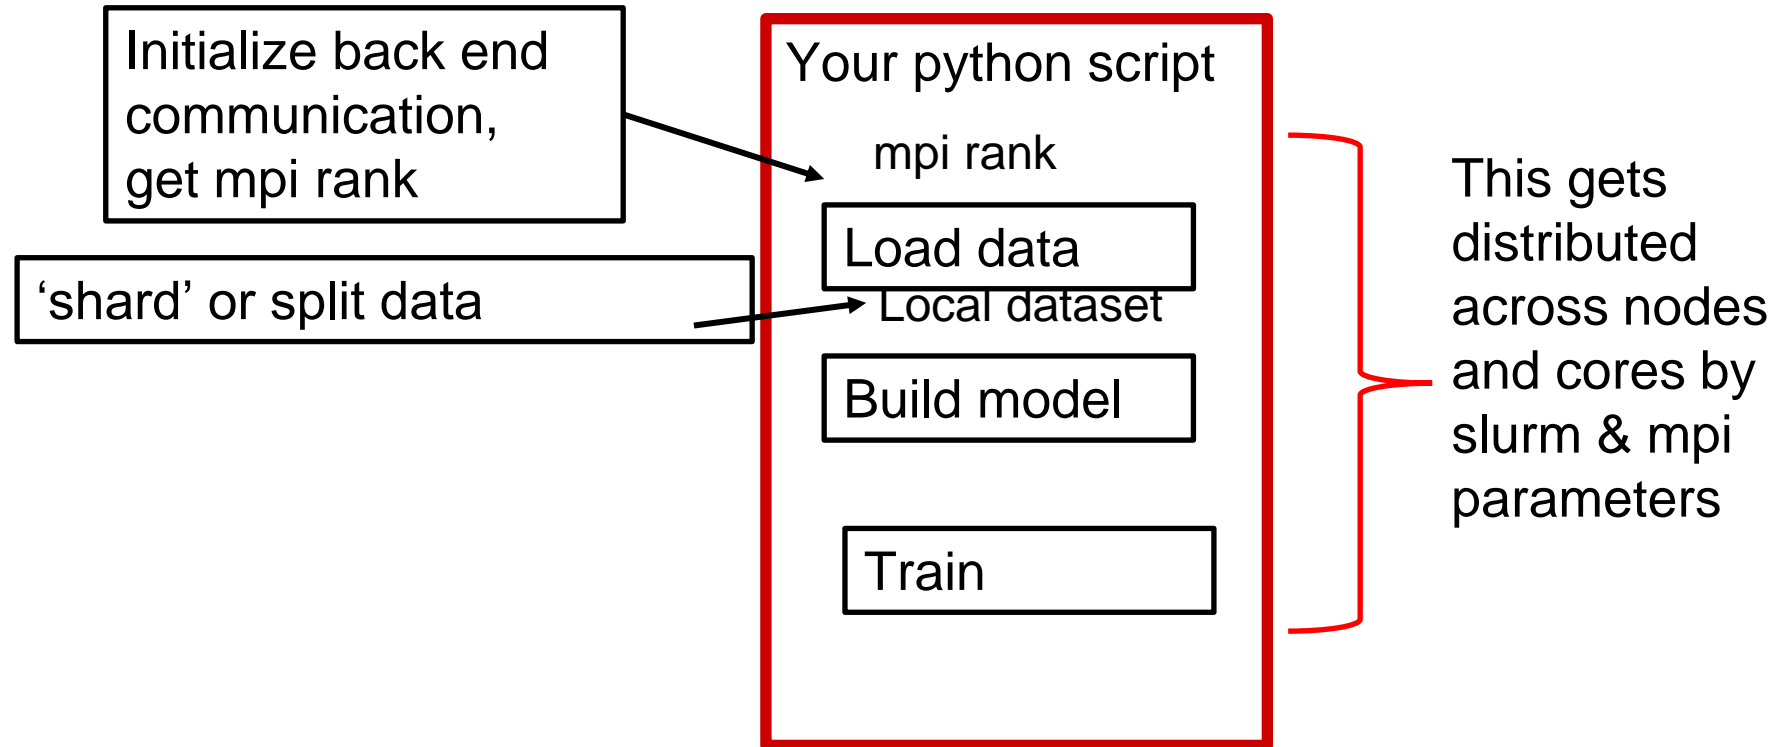 Initialize back end
communication,
get mpi rank
‘shard’ or split data
Your python script
mpi rank
Load data
Local dataset
Build model
Train
This gets
distributed
across nodes
and cores by
slurm & mpi
parameters